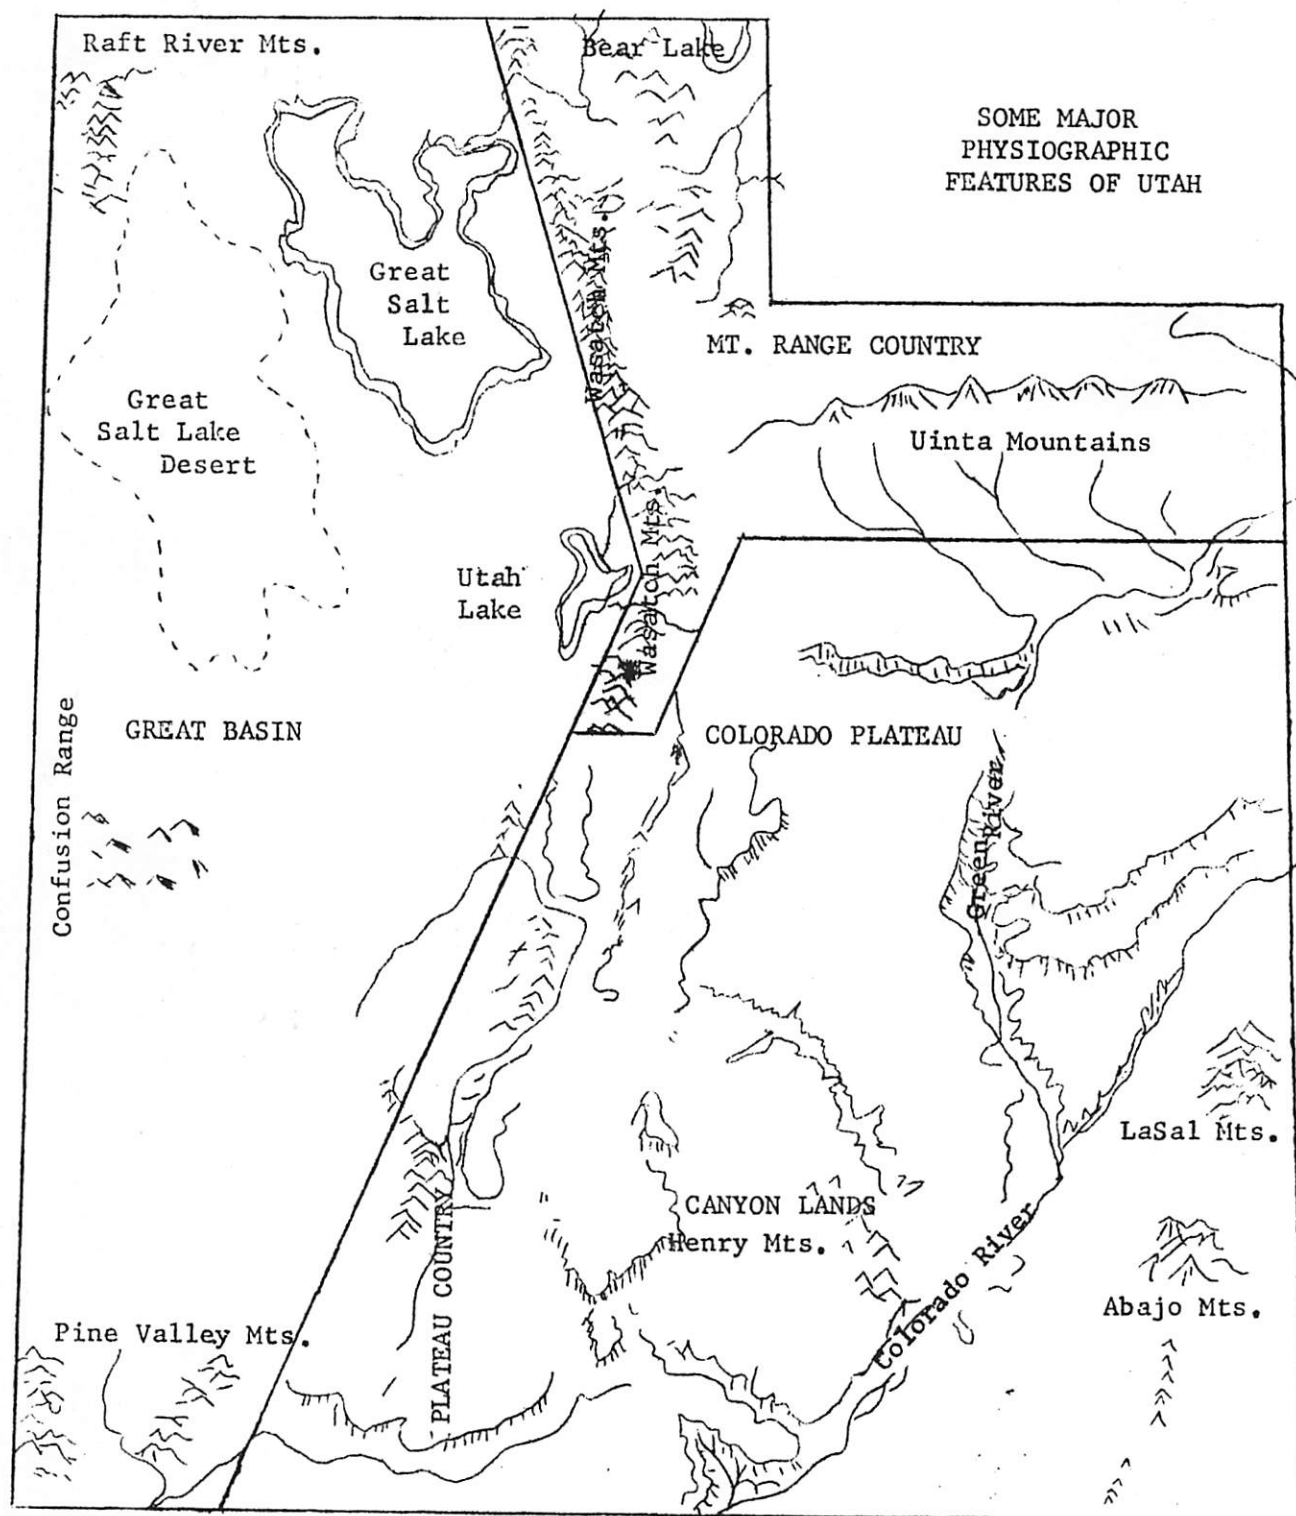 Raft River Mts.
Bear Lake
SOME MAJOR
PHYSIOGRAPHIC
FEATURES OF UTAH
Great
Salt
Lake
Wasatch Mts.
MT. RANGE COUNTRY
Great
Salt Lake
Desert
Uinta Mountains
Utah
Lake
Wasatch Mts.
Confusion Range
GREAT BASIN
COLORADO PLATEAU
Green River
LaSal Mts.
CANYON LANDS
Henry Mts.
PLATEAU COUNTRY
Colorado River
Abajo Mts.
Pine Valley Mts.